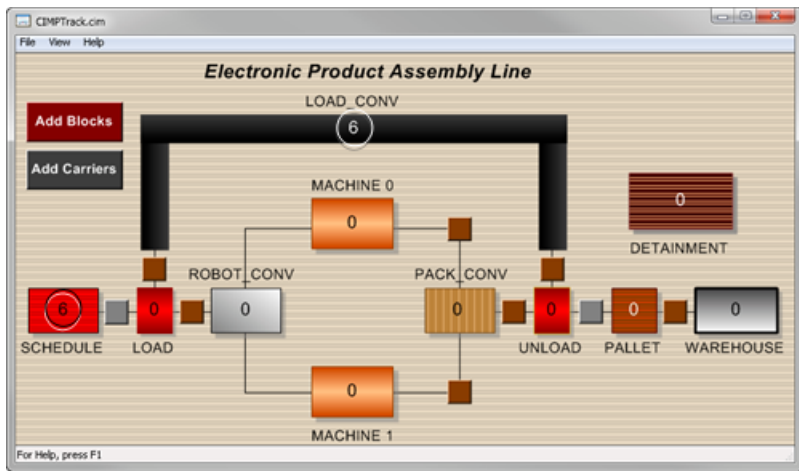 CIMPTrack.cim
File View Help
Electronic Product Assembly Line
Add Blocks
LOAD_CONV
6
Add Carriers
MACHINE 0
0
0
DETAINMENT
ROBOT_CONV
PACK_CONV
6 0 0 0 0 0 0
SCHEDULE LOAD UNLOAD PALLET WAREHOUSE
0
MACHINE 1
For Help, press F1